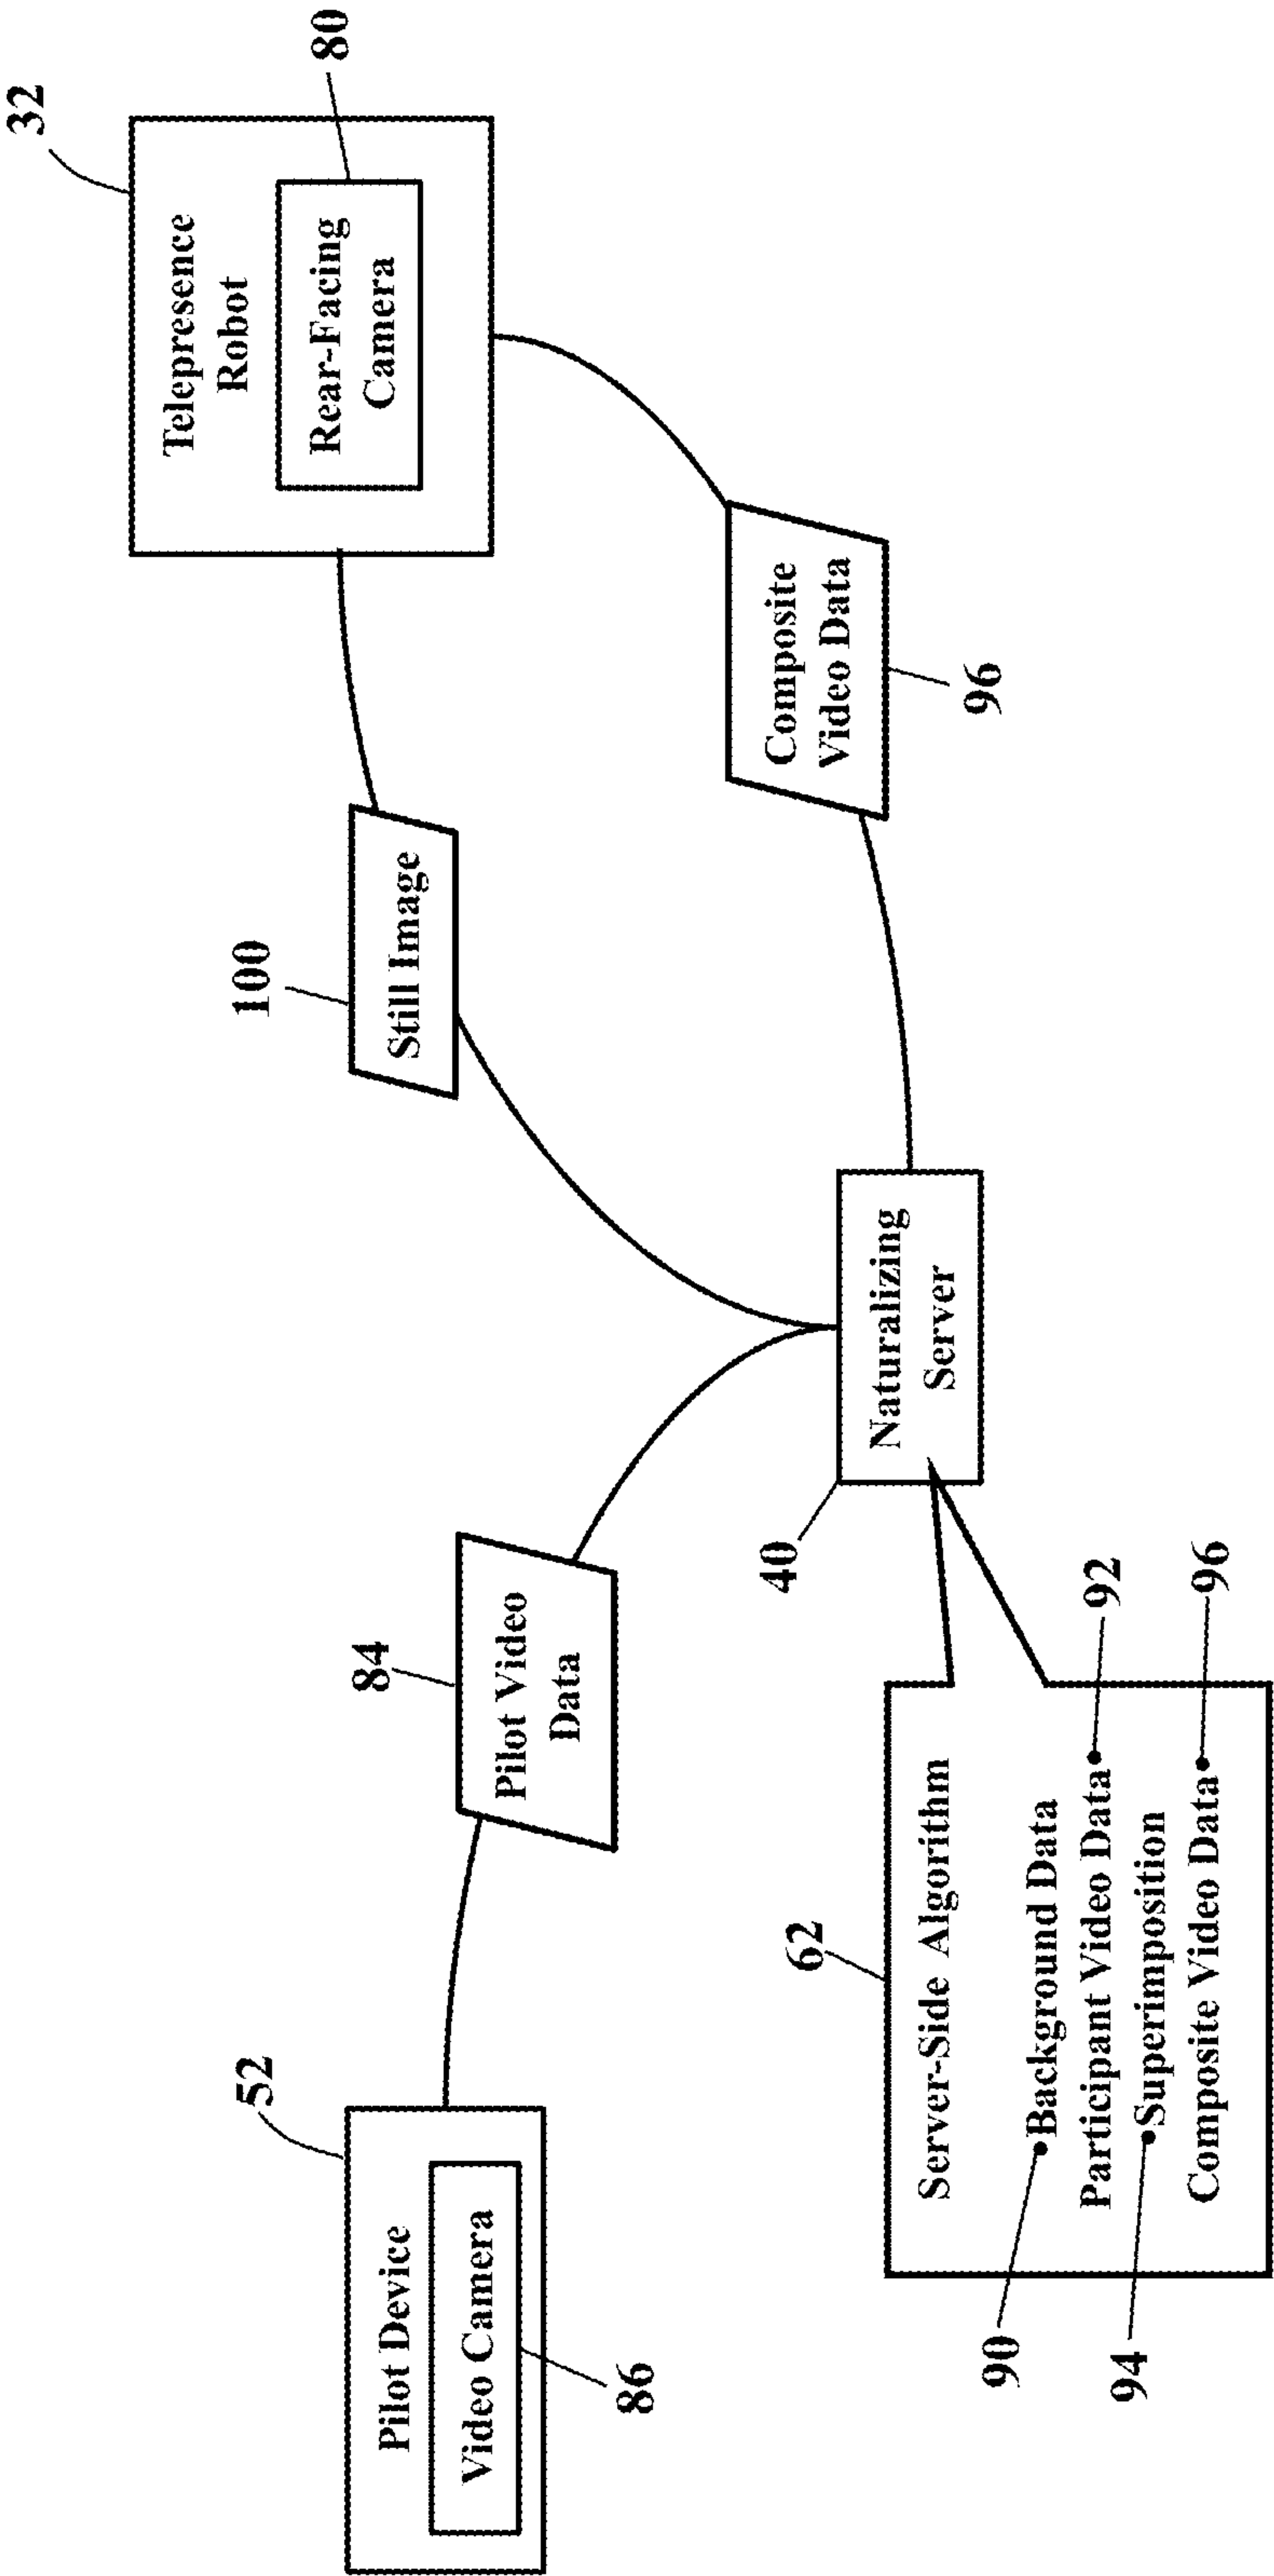 32
Telepresence
Robot
80
Rear-Facing
Camera
100
Still Image
Composite
Video Data
96
52
Pilot Device
Video Camera
86
84
Pilot Video
Data
40
Naturalizing
Server
62
Server-Side Algorithm
90
Background Data
Participant Video Data
92
94
Superimposition
Composite Video Data
96